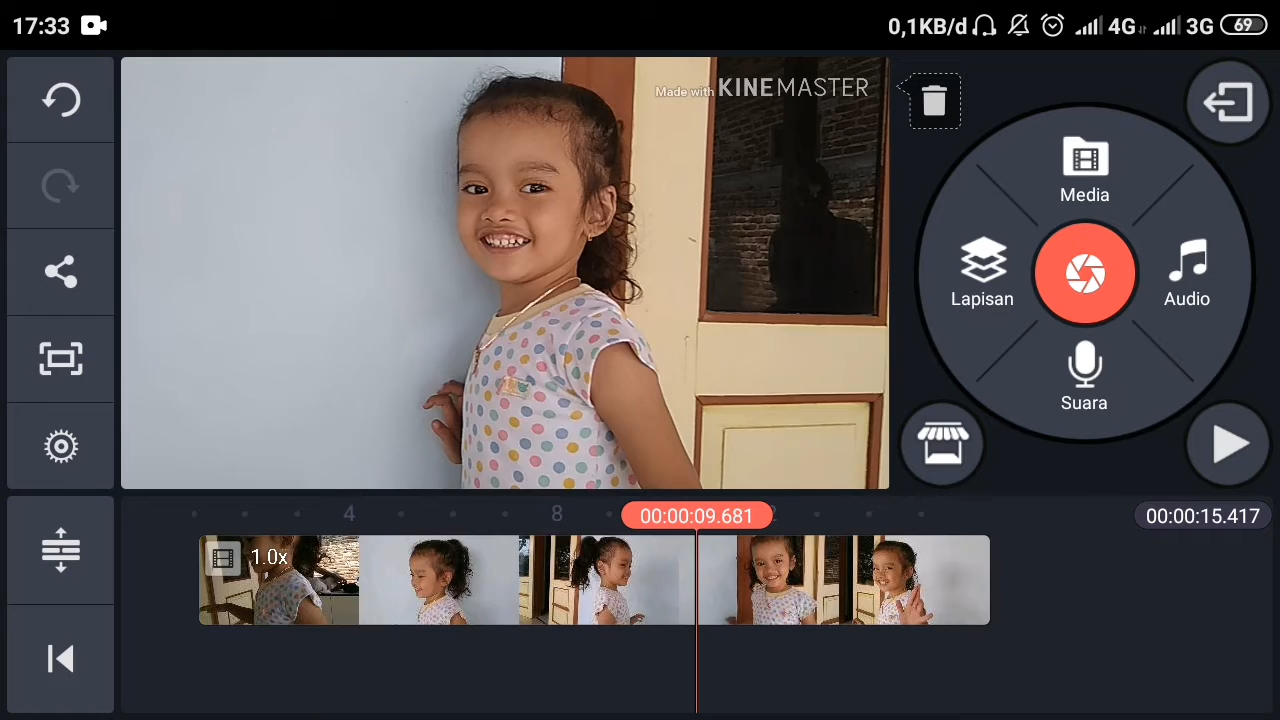 17:33
0,1KB/d 4G 3G 69
Made with KINEMASTER
Media
Lapisan
Audio
Suara
4
8
00:00:09.681
2
00:00:15.417
1.0x